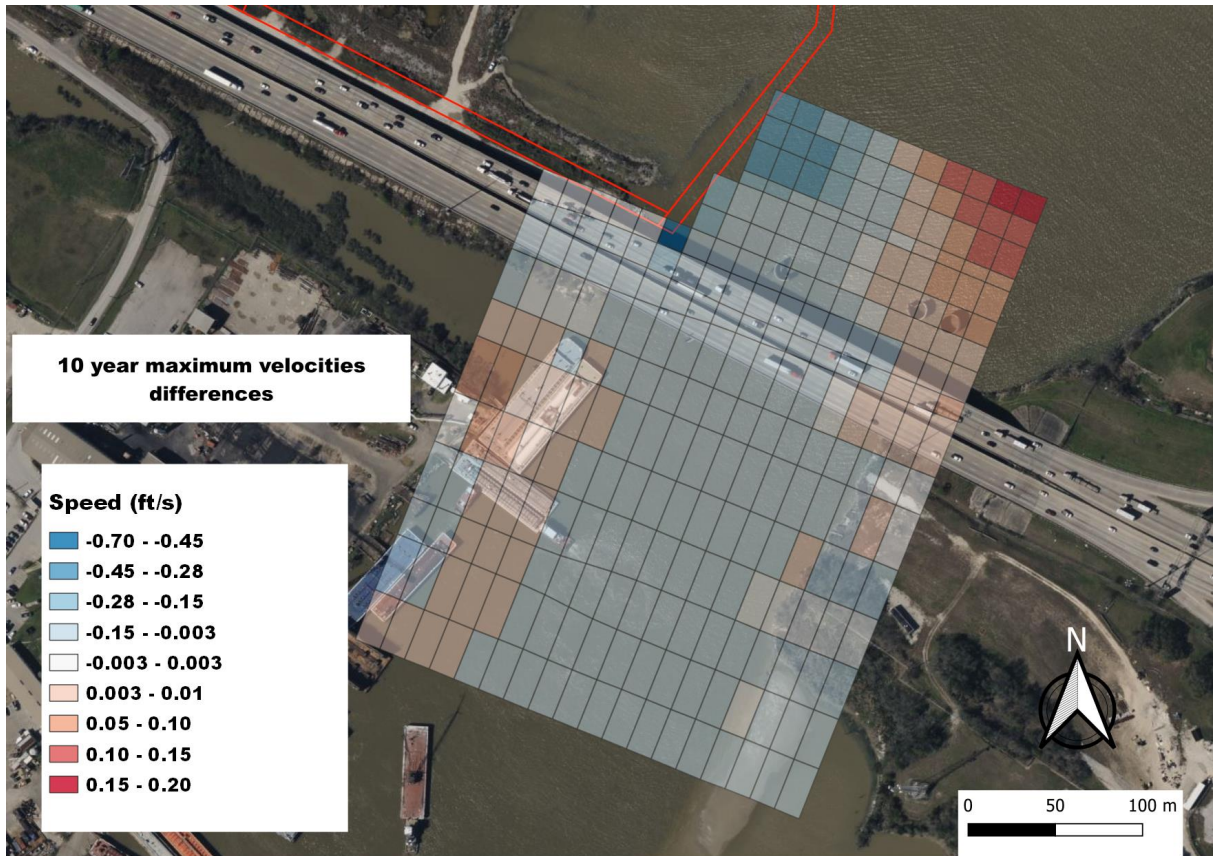 10 year maximum velocities
differences
Speed (ft/s)
-0.70 - -0.45
-0.45 - -0.28
-0.28 - -0.15
-0.15 - -0.003
-0.003 - 0.003
0.003 - 0.01
0.05 - 0.10
0.10 - 0.15
0.15 - 0.20
N
0 50 100 m